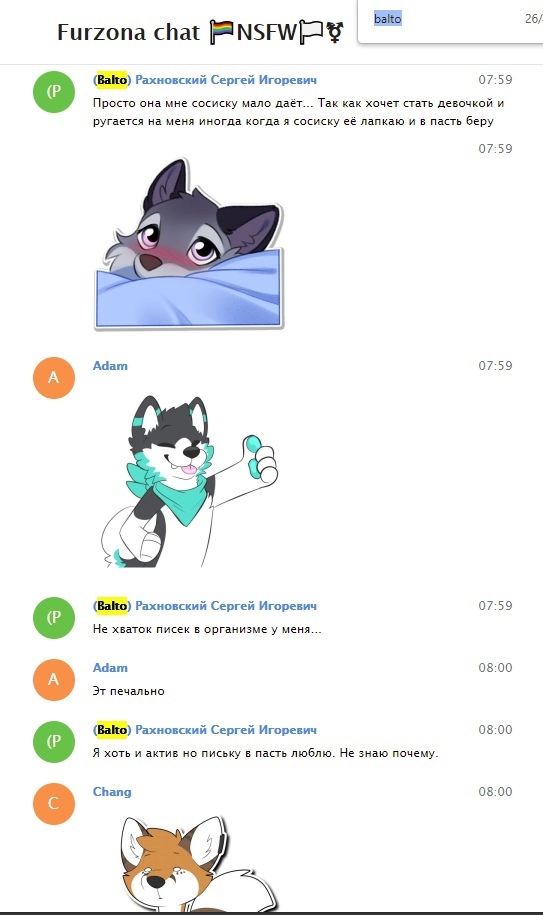 Furzona chat 🏳️‍🌈NSFW🏳️⚧
balto
26/
(P
(Balto) Рахновский Сергей Игоревич 07:59
Просто она мне сосиску мало даёт... Так как хочет стать девочкой и
ругается на меня иногда когда я сосиску её лапкаю и в пасть беру
07:59
A
Adam 07:59
(P
(Balto) Рахновский Сергей Игоревич 07:59
Не хваток писек в организме у меня...
A
Adam 08:00
Эт печально
(P
(Balto) Рахновский Сергей Игоревич 08:00
Я хоть и актив но письку в пасть люблю. Не знаю почему.
C
Chang 08:00